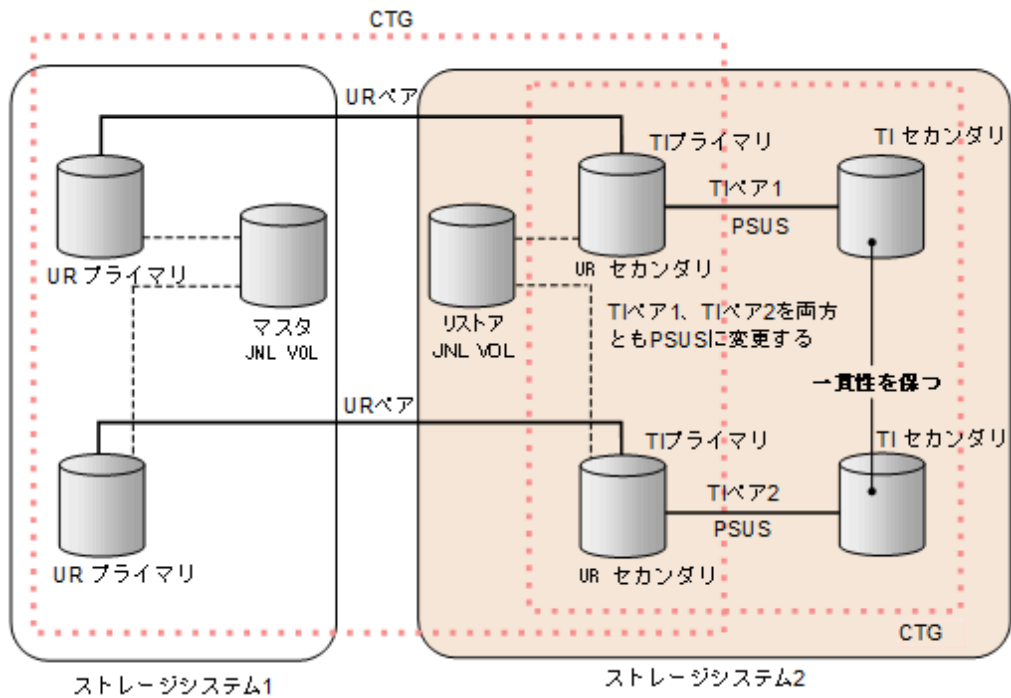 CTG
URペア
TIプライマリ
TI セカンダリ
TIペア1
PSUS
UR プライマリ
UR セカンダリ
マスタ
JNL VOL
リストア
JNL VOL
TIペア1、TIペア2を両方
ともPSUSに変更する
一貫性を保つ
URペア
TIプライマリ
TI セカンダリ
TIペア2
PSUS
UR プライマリ
UR セカンダリ
CTG
ストレージシステム1
ストレージシステム2